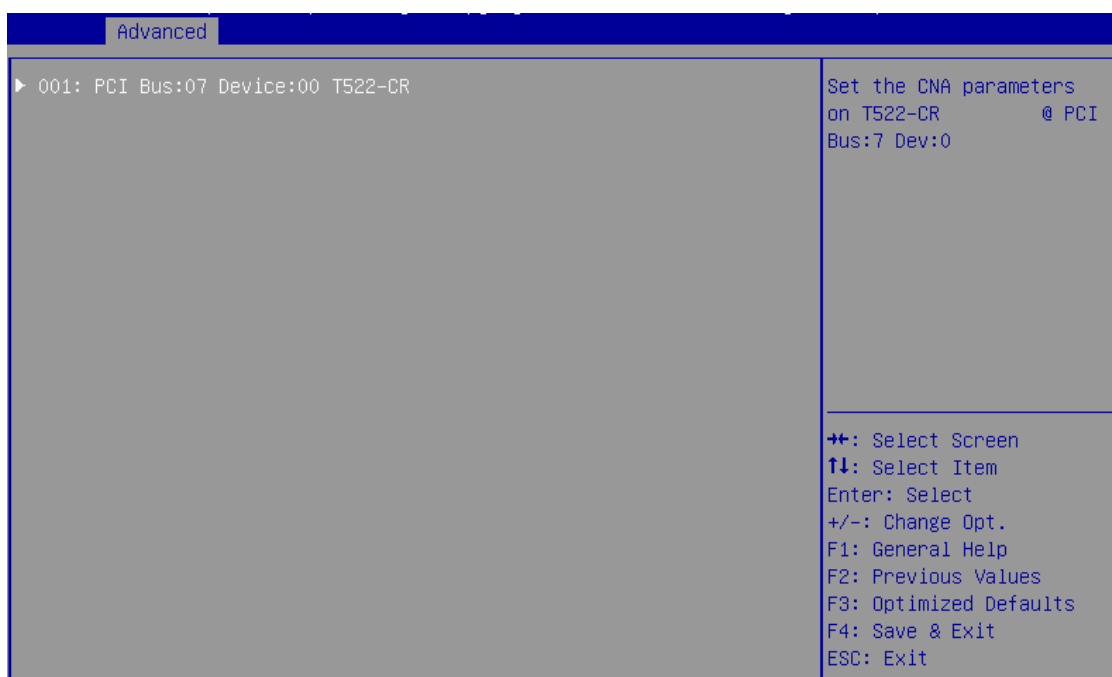 Advanced
▶ 001: PCI Bus:07 Device:00 T522-CR
Set the CNA parameters
on T522-CR @ PCI
Bus:7 Dev:0
→←: Select Screen
↑↓: Select Item
Enter: Select
+/-: Change Opt.
F1: General Help
F2: Previous Values
F3: Optimized Defaults
F4: Save & Exit
ESC: Exit